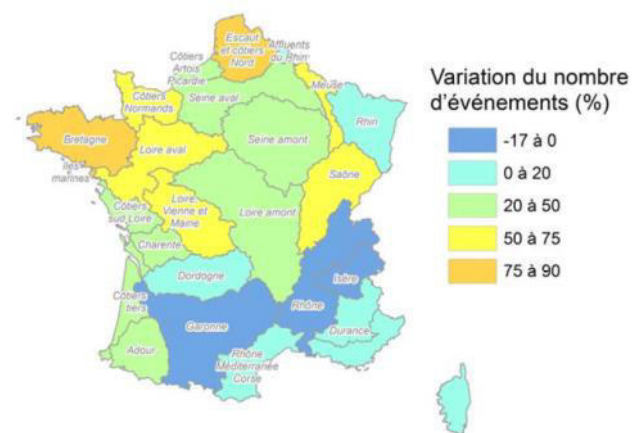 Escaut
et côtiers
Nord
Affluents
du Rhin
Côtiers
Artois
Picardie
Meuse
Seine aval
Côtiers
Normands
Rhin
Bretagne
Seine amont
Loire aval
îles
marines
Saône
Loire,
Vienne et
Maine
Loire amont
Côtiers
sud Loire
Charente
Dordogne
Isère
Côtiers
tiers
Rhône
Garonne
Durance
Adour
Rhône
Méditerranée
Corse
Variation du nombre
d'événements (%)
-17 à 0
0 à 20
20 à 50
50 à 75
75 à 90